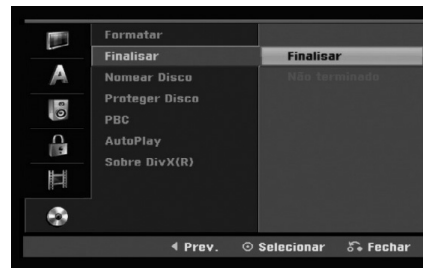 Formatar
Finalisar Finalisar
Nomear Disco Não terminado
Proteger Disco
PBC
AutoPlay
Sobre DivX(R)
A
Prev. Selecionar Fechar